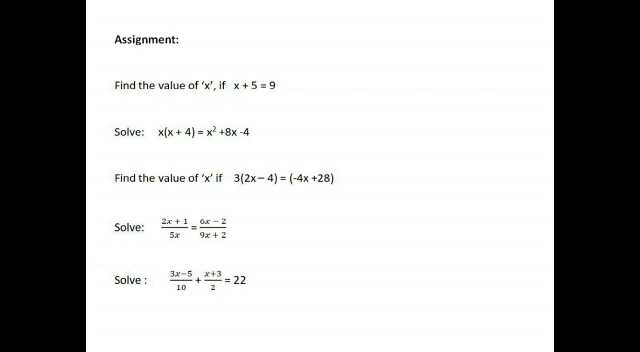 Assignment:
Find the value of ‘x’, if x + 5 = 9
Solve: x(x + 4) = x² +8x -4
Find the value of ‘x’ if 3(2x – 4) = (-4x +28)
Solve: (2x + 1)/(5x) = (6x − 2)/(9x + 2)
Solve : (3x−5)/10 + (x+3)/2 = 22